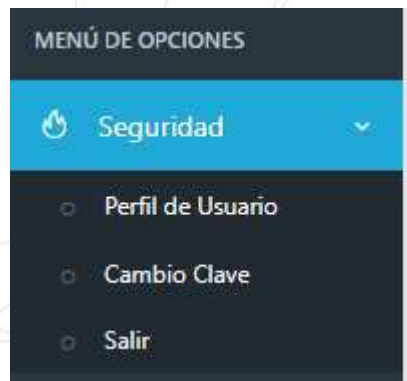 MENÚ DE OPCIONES
Seguridad
Perfil de Usuario
Cambio Clave
Salir